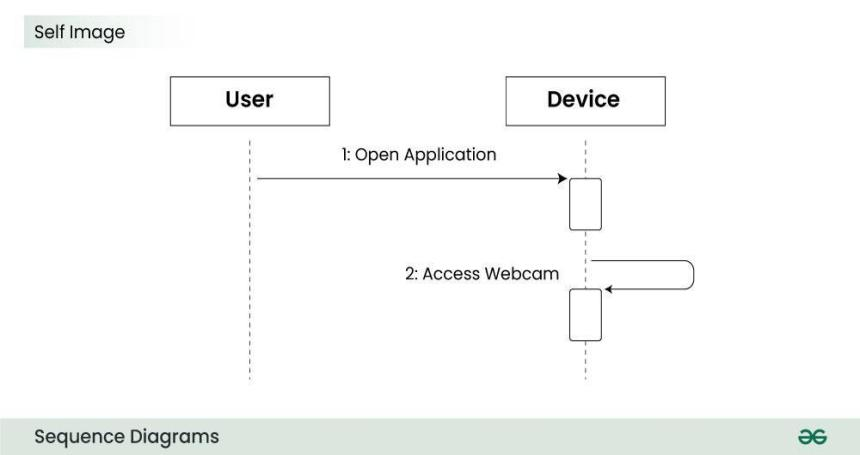 Self Image
User
Device
1: Open Application
2: Access Webcam
Sequence Diagrams